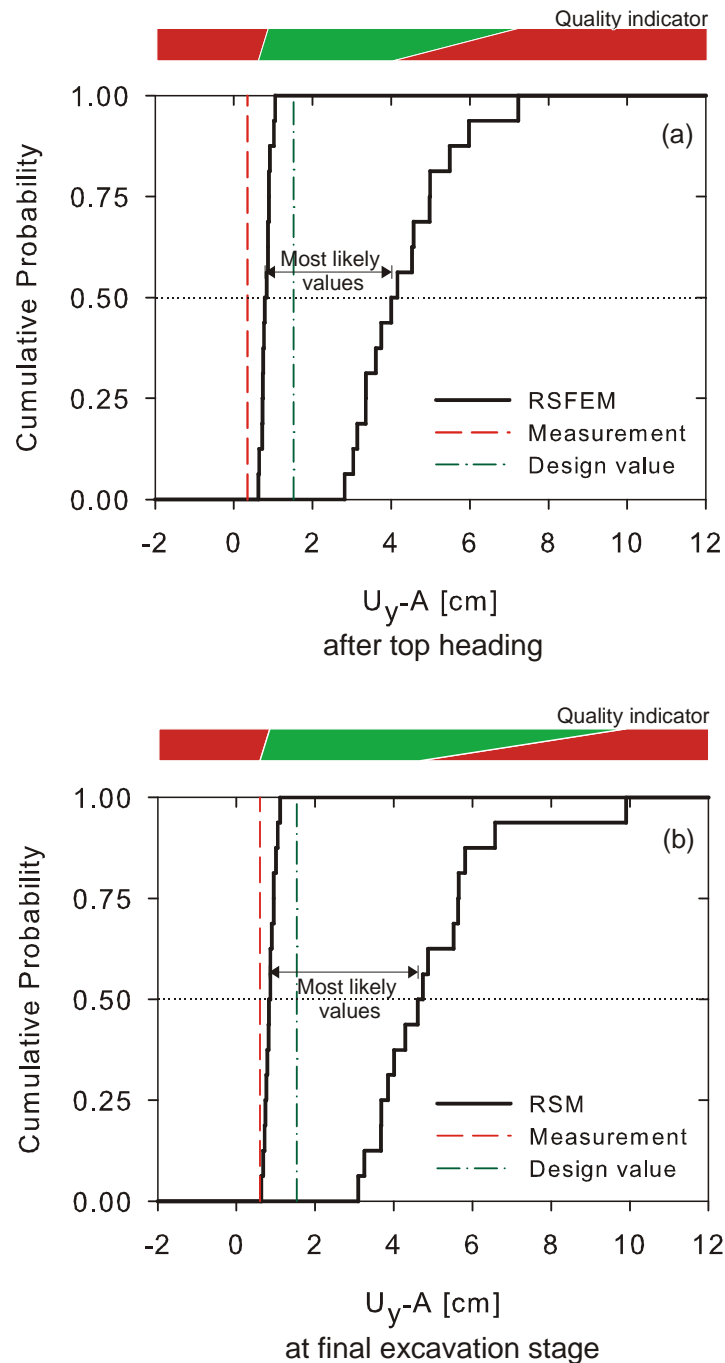 Quality indicator
1.00
(a)
0.75
Most likely
values
0.50
Cumulative Probability
0.25
RSFEM
Measurement
Design value
0.00
-2 0 2 4 6 8 10 12
Uy-A [cm]
after top heading
Quality indicator
1.00
(b)
0.75
Most likely
values
0.50
Cumulative Probability
0.25
RSM
Measurement
Design value
0.00
-2 0 2 4 6 8 10 12
Uy-A [cm]
at final excavation stage